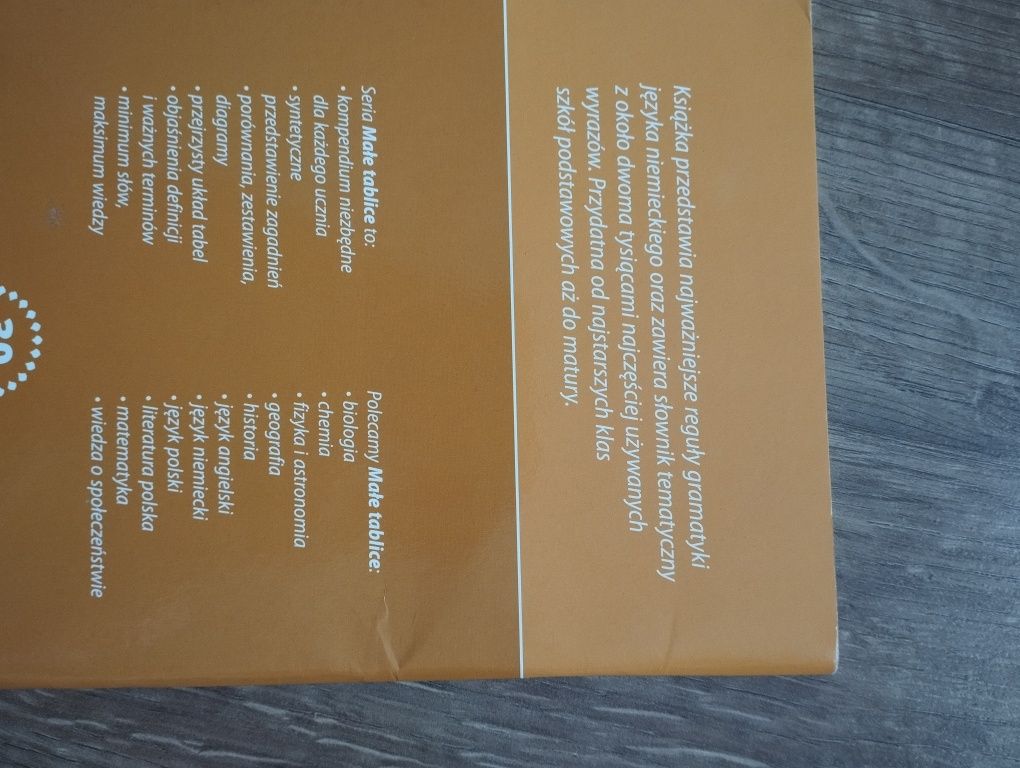 Książka przedstawia najważniejsze reguły gramatyki
języka niemieckiego oraz zawiera słownik tematyczny
z około dwoma tysiącami najczęściej używanych
wyrazów. Przydatna od najstarszych klas
szkół podstawowych aż do matury.
Seria Małe tablice to:
• kompendium niezbędne
dla każdego ucznia
• syntetyczne
przedstawienie zagadnień
• porównania, zestawienia,
diagramy
• przejrzysty układ tabel
• objaśnienia definicji
i ważnych terminów
• minimum słów,
maksimum wiedzy
Polecamy Małe tablice:
• biologia
• chemia
• fizyka i astronomia
• geografia
• historia
• język angielski
• język niemiecki
• język polski
• literatura polska
• matematyka
• wiedza o społeczeństwie